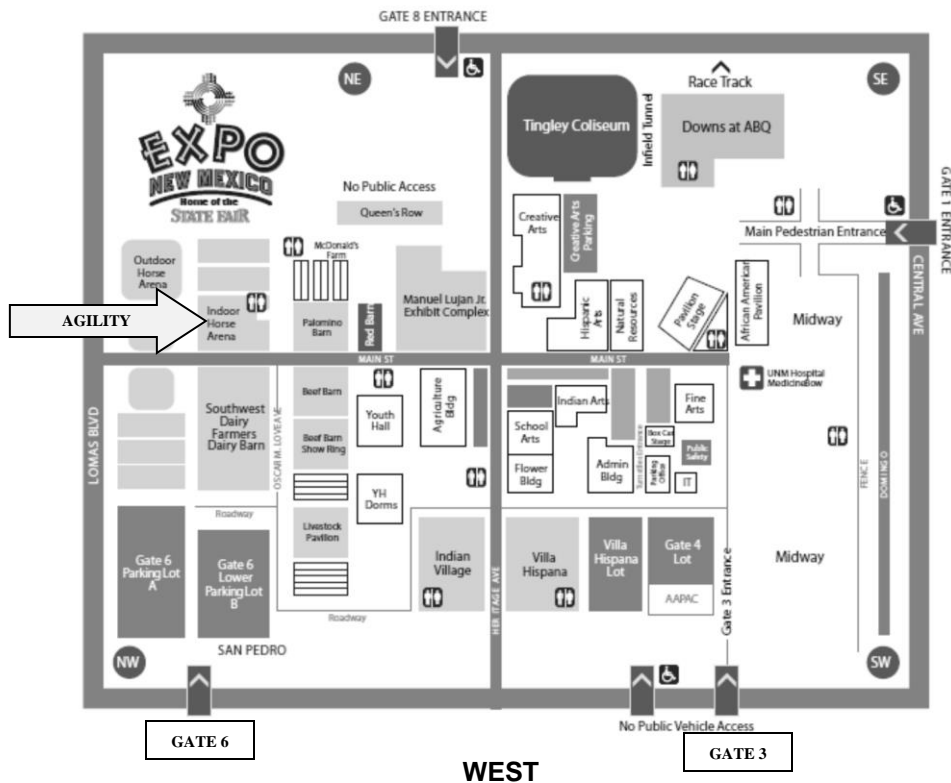 GATE 8 ENTRANCE
NE
SE
EXPO
NEW MEXICO
Home of the
STATE FAIR
Race Track
Tingley Coliseum
Infield Tunnel
Downs at ABQ
GATE 1 ENTRANCE
No Public Access
Queen's Row
Creative
Arts
Creative Arts
Parking
Main Pedestrian Entrance
CENTRAL AVE
McDonald's
Farm
Outdoor
Horse
Arena
AGILITY
Indoor
Horse
Arena
Palomino
Barn
Red Barn
Manuel Lujan Jr.
Exhibit Complex
Hispanic
Arts
Natural
Resources
Pavilion
Stage
African American
Pavilion
Midway
MAIN ST
MAIN ST
UNM Hospital
MedicineBow
LOMAS BLVD
Southwest
Dairy
Farmers
Dairy Barn
OSCAR M. LOVE AVE
Beef Barn
Beef Barn
Show Ring
Youth
Hall
Agriculture
Bldg
Indian Arts
School
Arts
Flower
Bldg
Admin
Bldg
Fine
Arts
Box Car
Stage
Public
Safety
Parking
Office
IT
YH
Dorms
Livestock
Pavilion
Roadway
FENCE
DOMINGO
Gate 6
Parking Lot
A
Gate 6
Lower
Parking Lot
B
Indian
Village
HERITAGE AVE
Villa
Hispana
Villa
Hispana
Lot
Gate 4
Lot
AAPAC
Gate 3 Entrance
Midway
Roadway
SAN PEDRO
NW
SW
GATE 6
No Public Vehicle Access
GATE 3
WEST